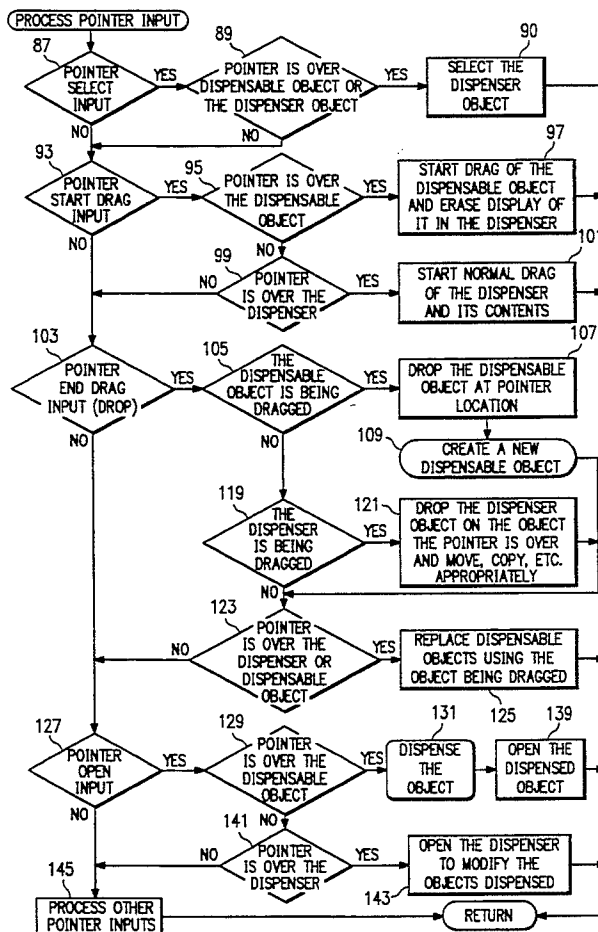 PROCESS POINTER INPUT
87
POINTER
SELECT
INPUT
YES
NO
89
POINTER IS OVER
DISPENSABLE OBJECT OR
THE DISPENSER OBJECT
YES
NO
90
SELECT THE
DISPENSER
OBJECT
93
POINTER
START DRAG
INPUT
YES
NO
95
POINTER IS OVER
THE DISPENSABLE
OBJECT
YES
NO
97
START DRAG OF THE
DISPENSABLE OBJECT
AND ERASE DISPLAY OF
IT IN THE DISPENSER
99
POINTER
IS OVER THE
DISPENSER
NO
YES
101
START NORMAL DRAG
OF THE DISPENSER
AND ITS CONTENTS
103
POINTER
END DRAG
INPUT (DROP)
YES
NO
105
THE
DISPENSABLE
OBJECT IS BEING
DRAGGED
YES
NO
107
DROP THE DISPENSABLE
OBJECT AT POINTER
LOCATION
109
CREATE A NEW
DISPENSABLE OBJECT
119
THE
DISPENSER
IS BEING
DRAGGED
YES
NO
121
DROP THE DISPENSER
OBJECT ON THE OBJECT
THE POINTER IS OVER
AND MOVE, COPY, ETC.
APPROPRIATELY
123
POINTER
IS OVER THE
DISPENSER OR
DISPENSABLE
OBJECT
NO
YES
REPLACE DISPENSABLE
OBJECTS USING THE
OBJECT BEING DRAGGED
125
127
POINTER
OPEN
INPUT
YES
NO
129
POINTER
IS OVER THE
DISPENSABLE
OBJECT
YES
NO
131
DISPENSE
THE
OBJECT
139
OPEN THE
DISPENSED
OBJECT
141
POINTER
IS OVER THE
DISPENSER
NO
YES
OPEN THE DISPENSER
TO MODIFY THE
OBJECTS DISPENSED
143
145
PROCESS OTHER
POINTER INPUTS
RETURN